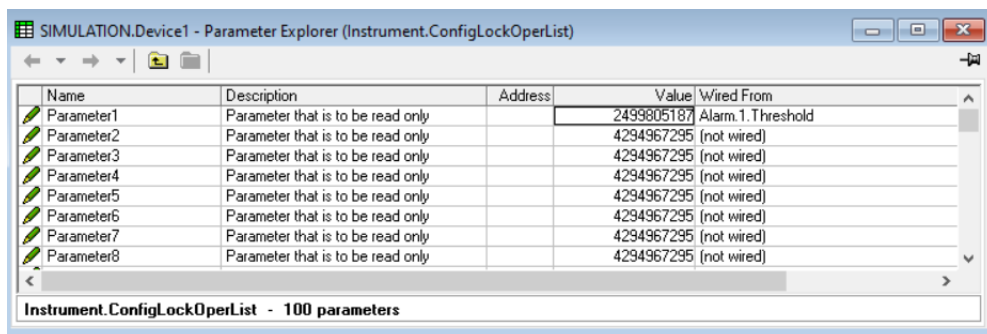 SIMULATION.Device1 - Parameter Explorer (Instrument.ConfigLockOperList)
Name Description Address Value Wired From
Parameter1 Parameter that is to be read only 2499805187 Alarm.1.Threshold
Parameter2 Parameter that is to be read only 4294967295 (not wired)
Parameter3 Parameter that is to be read only 4294967295 (not wired)
Parameter4 Parameter that is to be read only 4294967295 (not wired)
Parameter5 Parameter that is to be read only 4294967295 (not wired)
Parameter6 Parameter that is to be read only 4294967295 (not wired)
Parameter7 Parameter that is to be read only 4294967295 (not wired)
Parameter8 Parameter that is to be read only 4294967295 (not wired)
Instrument.ConfigLockOperList - 100 parameters